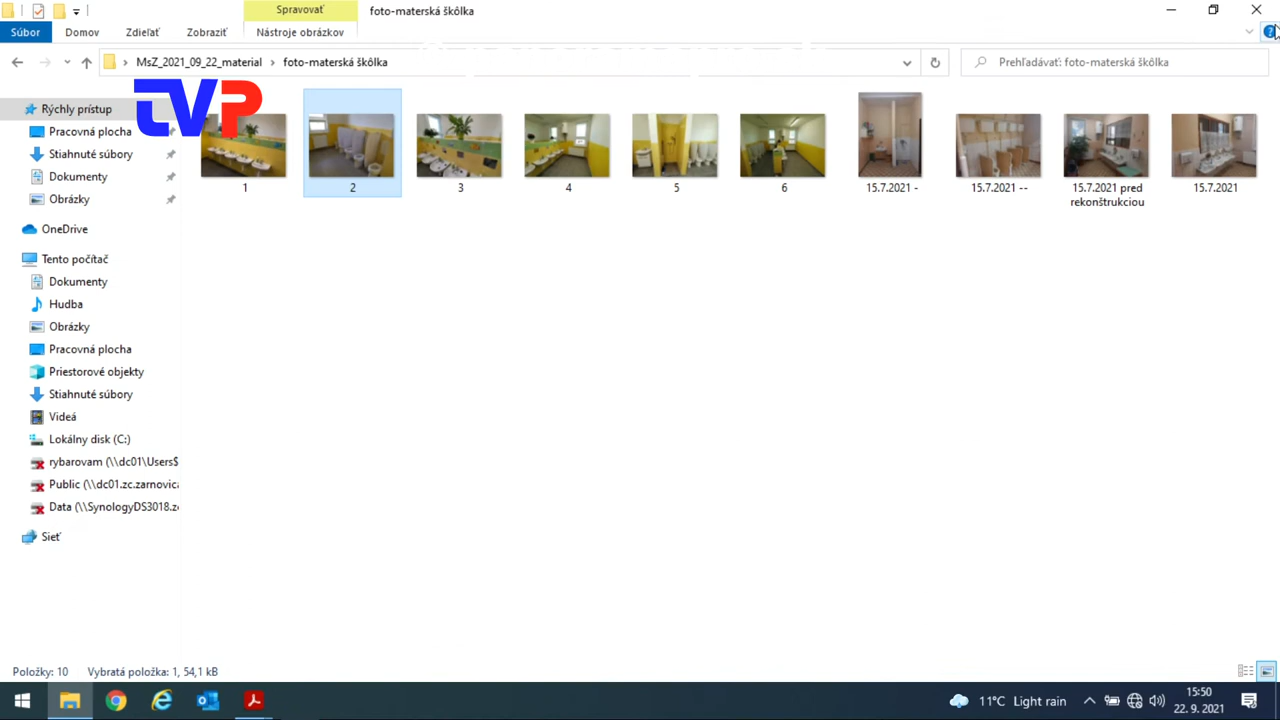 Spravovať
foto-materská škôlka
Súbor
Domov
Zdieľať
Zobraziť
Nástroje obrázkov
MsZ_2021_09_22_material
foto-materská škôlka
Prehľadávať: foto-materská škôlka
TVP
Rýchly prístup
Pracovná plocha
Stiahnuté súbory
Dokumenty
Obrázky
OneDrive
Tento počítač
Dokumenty
Hudba
Obrázky
Pracovná plocha
Priestorové objekty
Stiahnuté súbory
Videá
Lokálny disk (C:)
rybarovam (\\dc01\Users$
Public (\\dc01.zc.zarnovica
Data (\\SynologyDS3018.ze
Sieť
1
2
3
4
5
6
15.7.2021 -
15.7.2021 --
15.7.2021 pred
rekonštrukciou
15.7.2021
Položky: 10
Vybratá položka: 1, 54,1 kB
11°C Light rain
15:50
22. 9. 2021